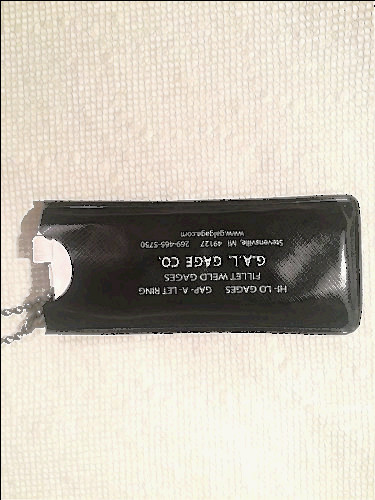 HI-LO GAGES GAP-A-LET RING
FILLET WELD GAGES
G.A.L. GAGE CO.
Stevensville, MI 49127 269-465-5750
www.galgage.com